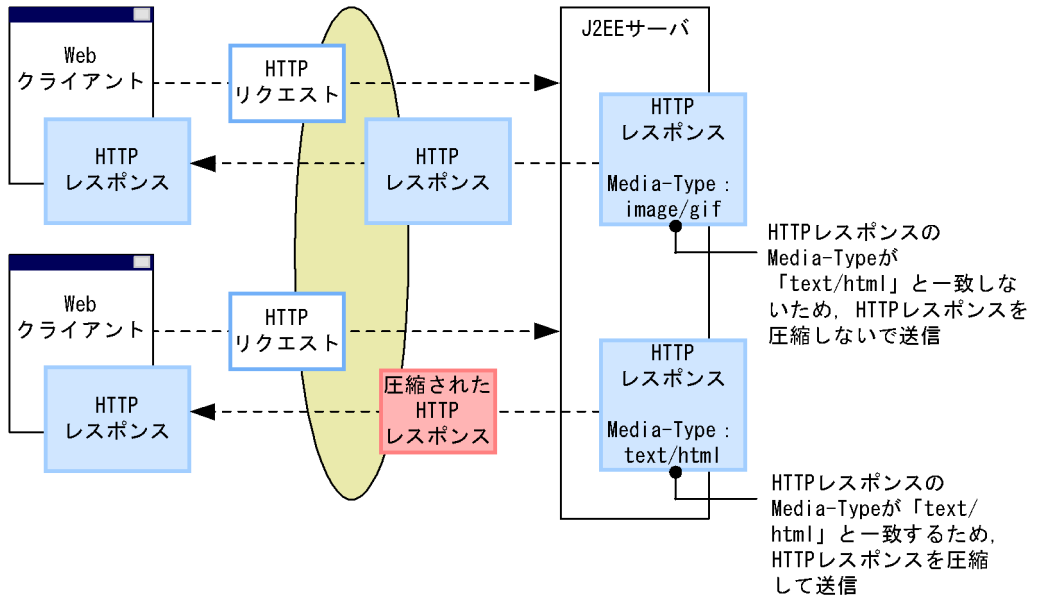 J2EEサーバ
Web
クライアント
HTTP
リクエスト
HTTP
レスポンス
HTTP
レスポンス
HTTP
レスポンス
Media-Type：
image/gif
HTTPレスポンスの
Media-Typeが
「text/html」と一致しな
いため，HTTPレスポンスを
圧縮しないで送信
Web
クライアント
HTTP
リクエスト
HTTP
レスポンス
圧縮された
HTTP
レスポンス
HTTP
レスポンス
Media-Type：
text/html
HTTPレスポンスの
Media-Typeが「text/
html」と一致するため，
HTTPレスポンスを圧縮
して送信